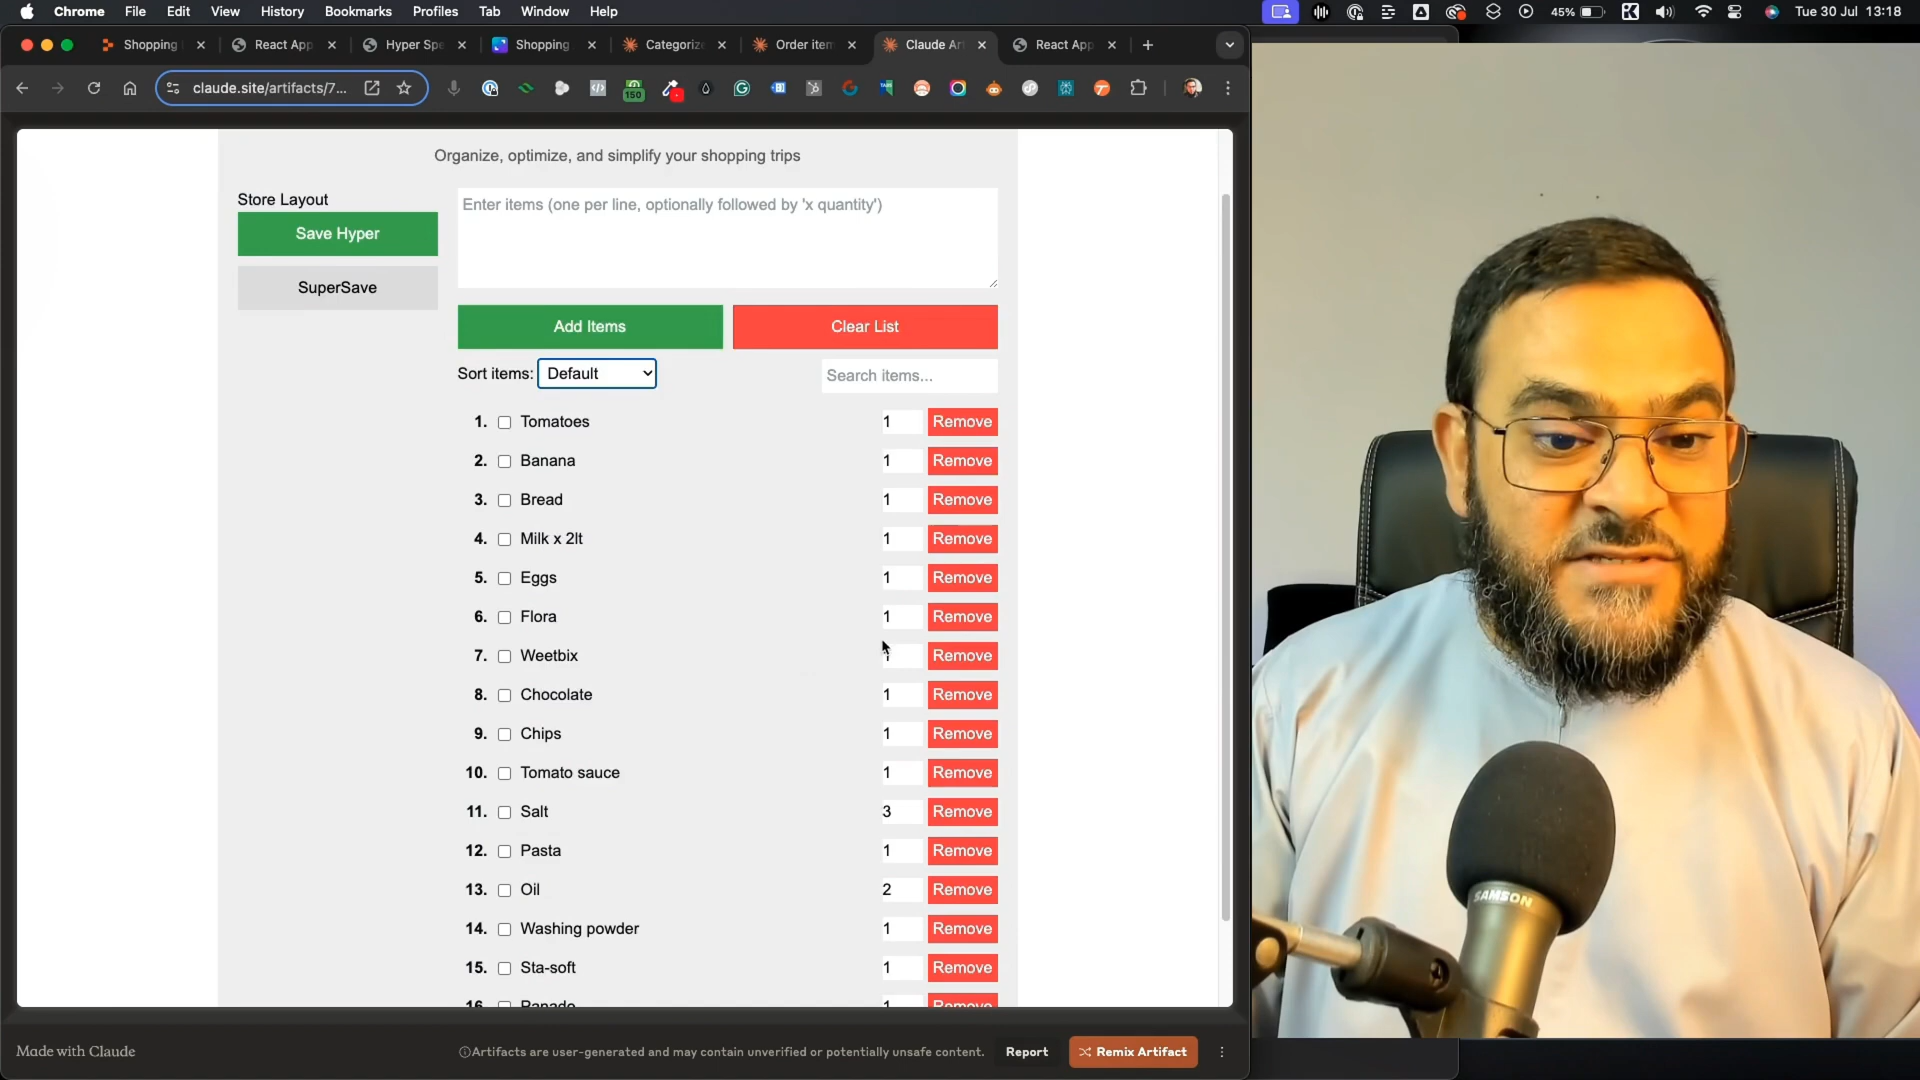 Chrome File Edit View History Bookmarks Profiles Tab Window Help
45% Tue 30 Jul 13:18
Shopping
React App
Hyper Spe
Shopping
Categoriz
Order item
Claude Art
React App
claude.site/artifacts/7...
150
Organize, optimize, and simplify your shopping trips
Store Layout
Save Hyper
SuperSave
Enter items (one per line, optionally followed by 'x quantity')
Add Items
Clear List
Sort items: Default
Search items...
1. Tomatoes 1 Remove
2. Banana 1 Remove
3. Bread 1 Remove
4. Milk x 2lt 1 Remove
5. Eggs 1 Remove
6. Flora 1 Remove
7. Weetbix 1 Remove
8. Chocolate 1 Remove
9. Chips 1 Remove
10. Tomato sauce 1 Remove
11. Salt 3 Remove
12. Pasta 1 Remove
13. Oil 2 Remove
14. Washing powder 1 Remove
15. Sta-soft 1 Remove
16. Panado 1 Remove
Made with Claude
Artifacts are user-generated and may contain unverified or potentially unsafe content.
Report
Remix Artifact
SAMSON